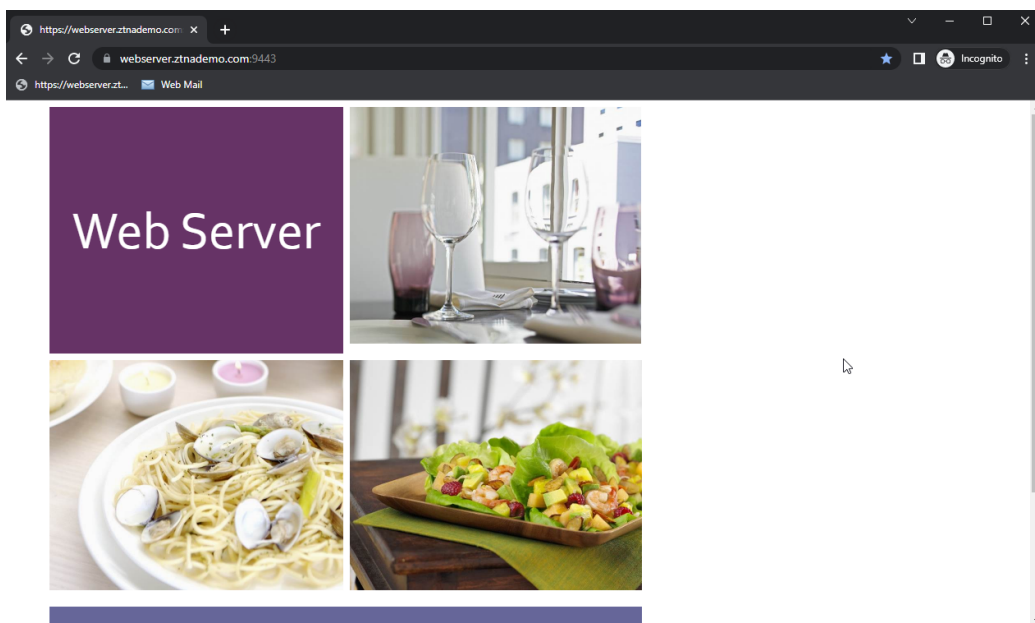 https://webserver.ztnademo.com
webserver.ztnademo.com:9443
Incognito
https://webserver.zt...
Web Mail
Web Server